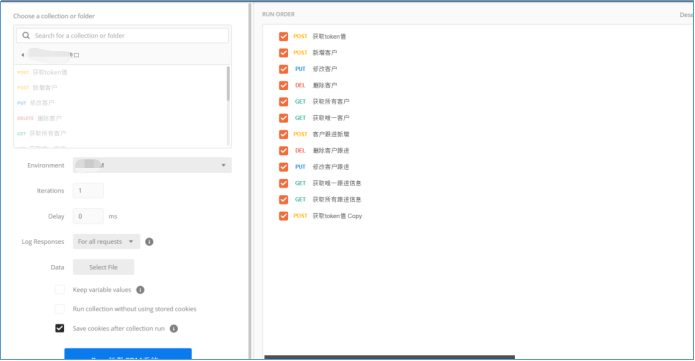 Choose a collection or folder
Search for a collection or folder
口
POST 获取token值
POST 新增客户
PUT 修改客户
DELETE 删除客户
GET 获取所有客户
Environment
M
Iterations 1
Delay 0 ms
Log Responses For all requests
Data Select File
Keep variable values
Run collection without using stored cookies
Save cookies after collection run
RUN ORDER
Dese
POST 获取token值
POST 新增客户
PUT 修改客户
DEL 删除客户
GET 获取所有客户
GET 获取唯一客户
POST 客户跟进新增
DEL 删除客户跟进
PUT 修改客户跟进
GET 获取唯一跟进信息
GET 获取所有跟进信息
POST 获取token值 Copy